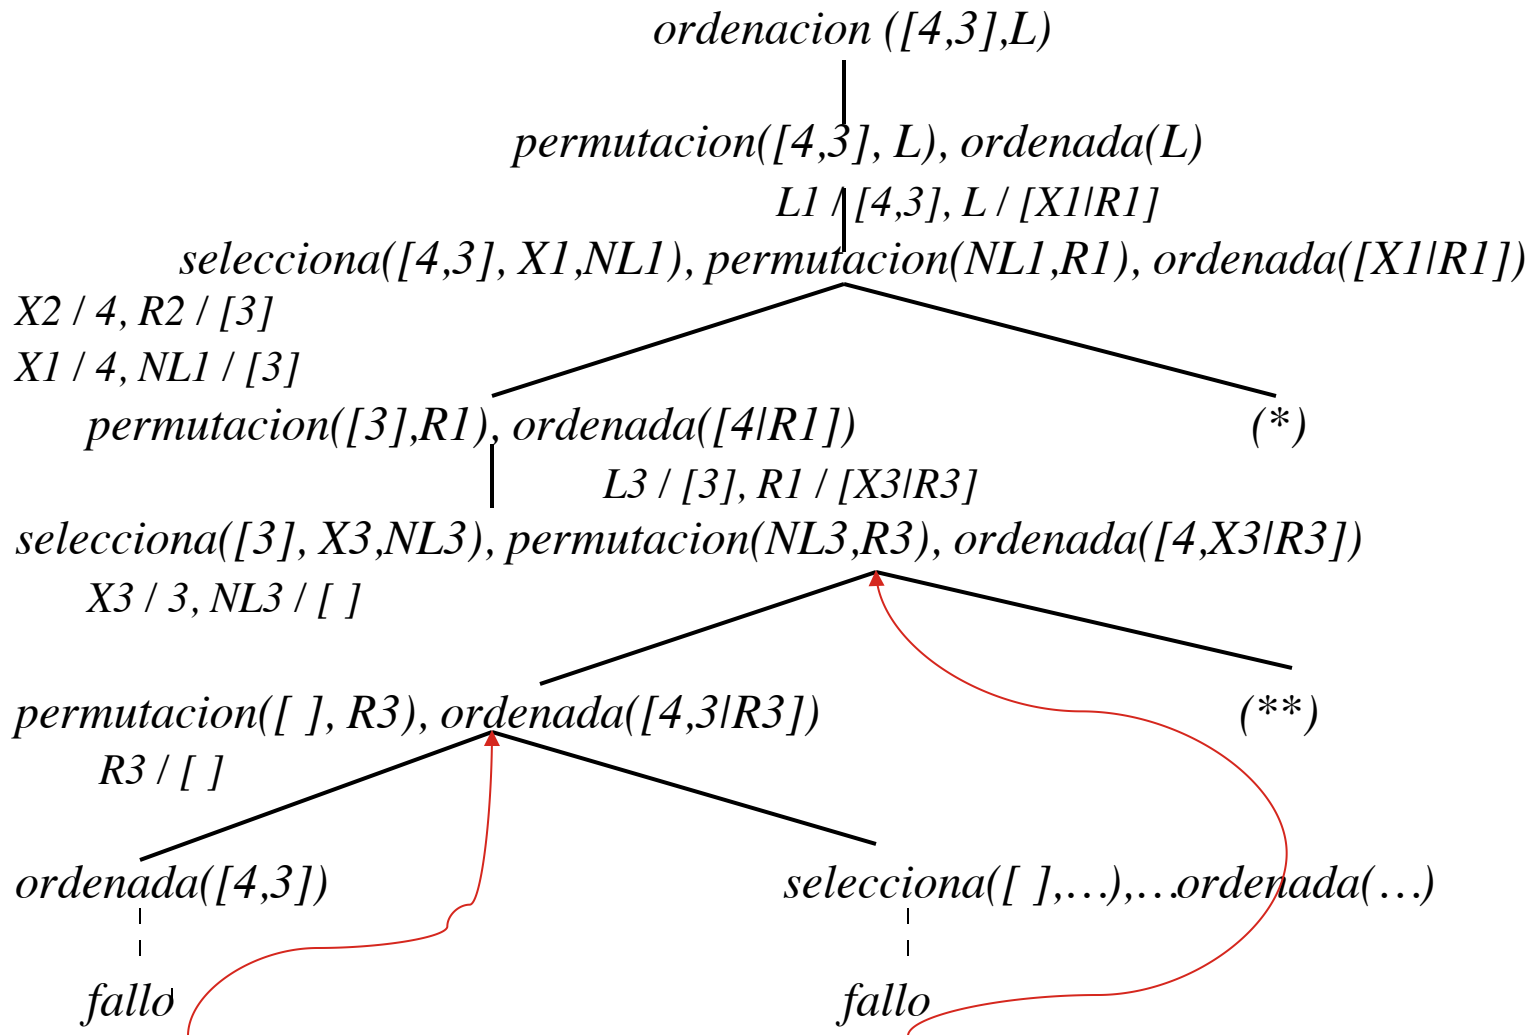 ordenacion ([4,3],L)
permutacion([4,3], L), ordenada(L)
L1 / [4,3], L / [X1|R1]
selecciona([4,3], X1,NL1), permutacion(NL1,R1), ordenada([X1|R1])
X2 / 4, R2 / [3]
X1 / 4, NL1 / [3]
permutacion([3],R1), ordenada([4|R1])
(*)
L3 / [3], R1 / [X3|R3]
selecciona([3], X3,NL3), permutacion(NL3,R3), ordenada([4,X3|R3])
X3 / 3, NL3 / [ ]
permutacion([ ], R3), ordenada([4,3|R3])
(**)
R3 / [ ]
ordenada([4,3])
selecciona([ ],…),…ordenada(…)
fallo
fallo